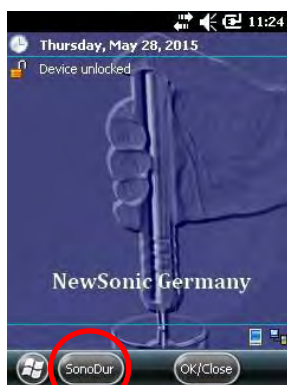 11:24
Thursday, May 28, 2015
Device unlocked
NewSonic Germany
SonoDur OK/Close